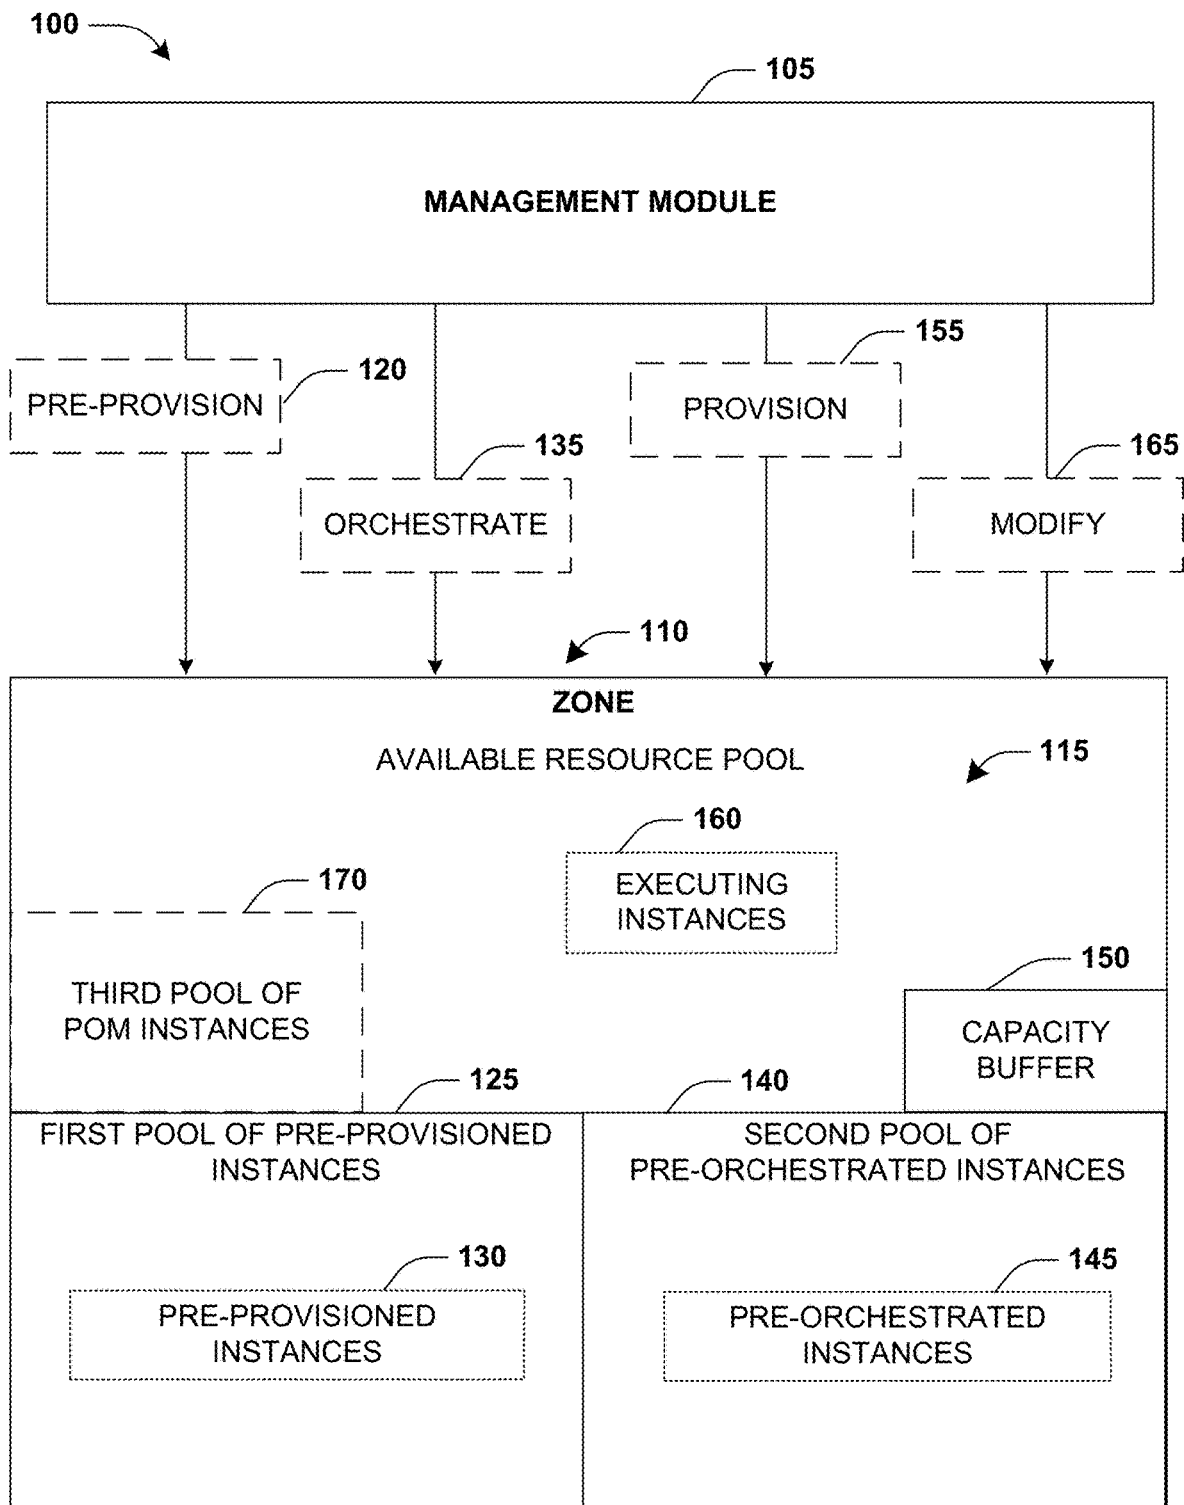 100
105
MANAGEMENT MODULE
155
120
PRE-PROVISION
PROVISION
135
165
ORCHESTRATE
MODIFY
110
ZONE
AVAILABLE RESOURCE POOL
115
160
EXECUTING
INSTANCES
170
THIRD POOL OF
POM INSTANCES
150
CAPACITY
BUFFER
125
140
FIRST POOL OF PRE-PROVISIONED
INSTANCES
SECOND POOL OF
PRE-ORCHESTRATED INSTANCES
130
PRE-PROVISIONED
INSTANCES
145
PRE-ORCHESTRATED
INSTANCES